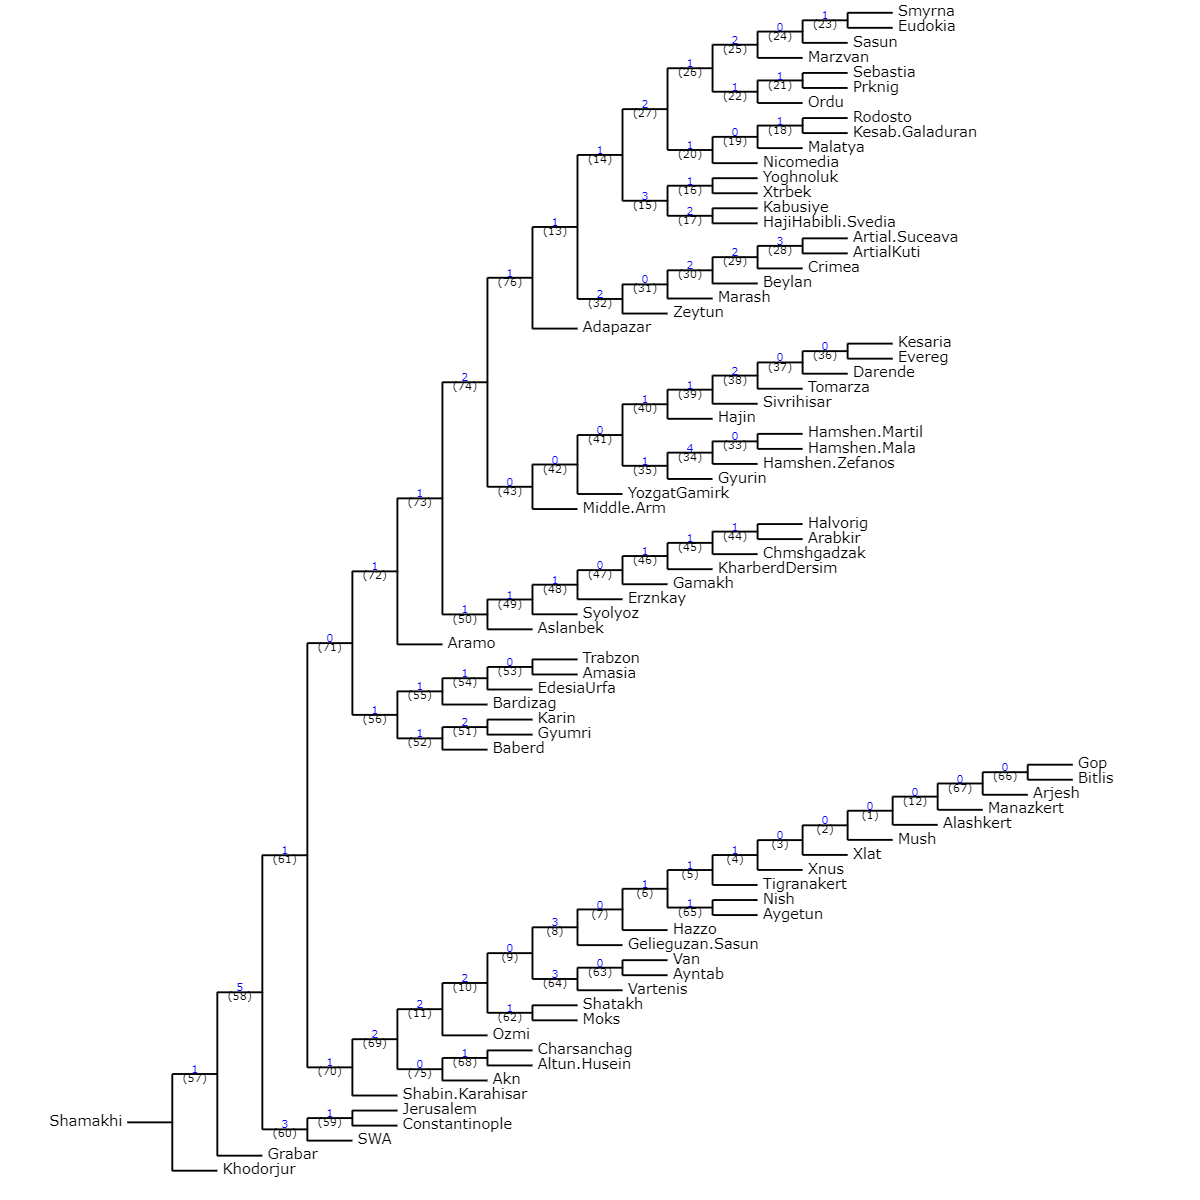 Smyrna
1
(23)
Eudokia
0
(24)
Sasun
2
(25)
Marzvan
1
(26)
Sebastia
1
(21)
Prknig
1
(22)
Ordu
2
(27)
Rodosto
1
(18)
Kesab.Galaduran
0
(19)
Malatya
1
(20)
Nicomedia
1
(14)
Yoghnoluk
1
(16)
Xtrbek
3
(15)
Kabusiye
2
(17)
HajiHabibli.Svedia
1
(13)
Artial.Suceava
3
(28)
ArtialKuti
2
(29)
Crimea
2
(30)
Beylan
1
(76)
0
(31)
Marash
2
(32)
Zeytun
Adapazar
Kesaria
0
(36)
Evereg
0
(37)
Darende
2
(38)
Tomarza
2
(74)
1
(39)
Sivrihisar
1
(40)
Hajin
0
(41)
Hamshen.Martil
0
(33)
Hamshen.Mala
4
(34)
Hamshen.Zefanos
0
(42)
1
(35)
Gyurin
0
(43)
YozgatGamirk
1
(73)
Middle.Arm
Halvorig
1
(44)
Arabkir
1
(45)
Chmshgadzak
1
(46)
KharberdDersim
1
(72)
0
(47)
Gamakh
1
(48)
Erznkay
1
(49)
Syolyoz
1
(50)
Aslanbek
0
(71)
Aramo
Trabzon
0
(53)
Amasia
1
(54)
EdesiaUrfa
1
(55)
Bardizag
1
(56)
Karin
2
(51)
Gyumri
1
(52)
Baberd
Gop
0
(66)
Bitlis
0
(67)
Arjesh
0
(12)
Manazkert
0
(1)
Alashkert
0
(2)
Mush
0
(3)
Xlat
1
(61)
1
(4)
Xnus
1
(5)
Tigranakert
1
(6)
Nish
1
(65)
Aygetun
0
(7)
Hazzo
3
(8)
Gelieguzan.Sasun
0
(9)
Van
0
(63)
Ayntab
3
(64)
Vartenis
2
(10)
5
(58)
Shatakh
1
(62)
Moks
2
(11)
Ozmi
2
(69)
Charsanchag
1
(68)
Altun.Husein
0
(75)
Akn
1
(57)
1
(70)
Shabin.Karahisar
Jerusalem
1
(59)
Shamakhi
Constantinople
3
(60)
SWA
Grabar
Khodorjur